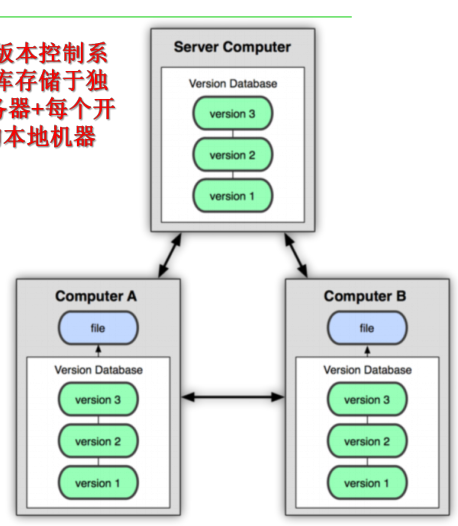 版本控制系
库存储于独
务器+每个开
的本地机器
Server Computer
Version Database
version 3
version 2
version 1
Computer A
file
Version Database
version 3
version 2
version 1
Computer B
file
Version Database
version 3
version 2
version 1